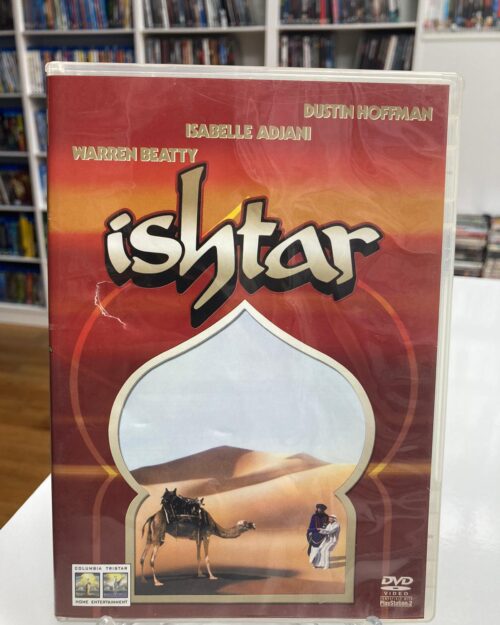 DUSTIN HOFFMAN
ISABELLE ADJANI
WARREN BEATTY
ishtar
COLUMBIA TRISTAR
HOME ENTERTAINMENT
DVD
VIDEO
PlayStation 2